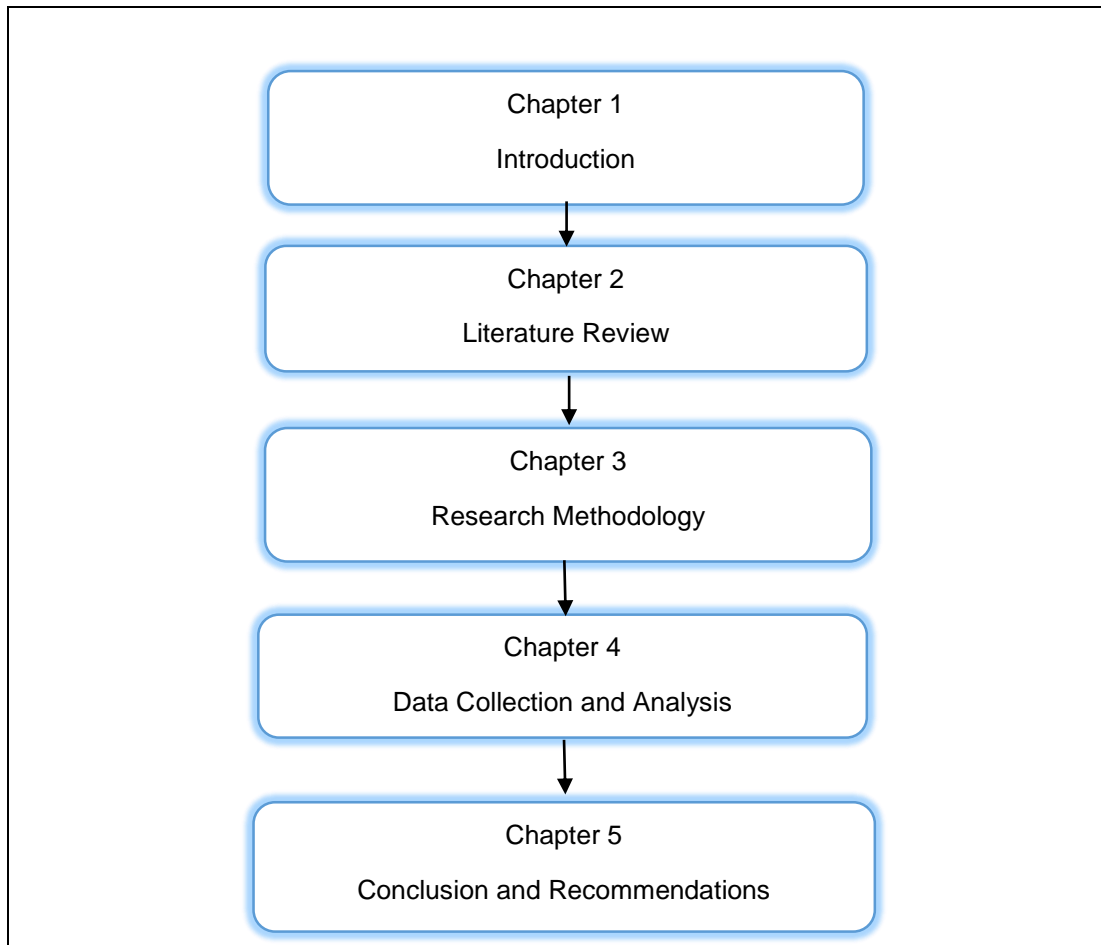 Chapter 1
Introduction
Chapter 2
Literature Review
Chapter 3
Research Methodology
Chapter 4
Data Collection and Analysis
Chapter 5
Conclusion and Recommendations